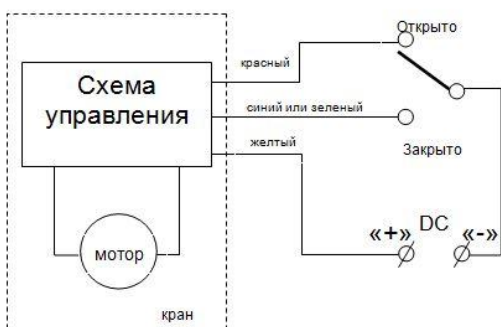 Открыто
красный
Схема
управления
синий или зеленый
Закрыто
желтый
«+» DC «-»
мотор
кран